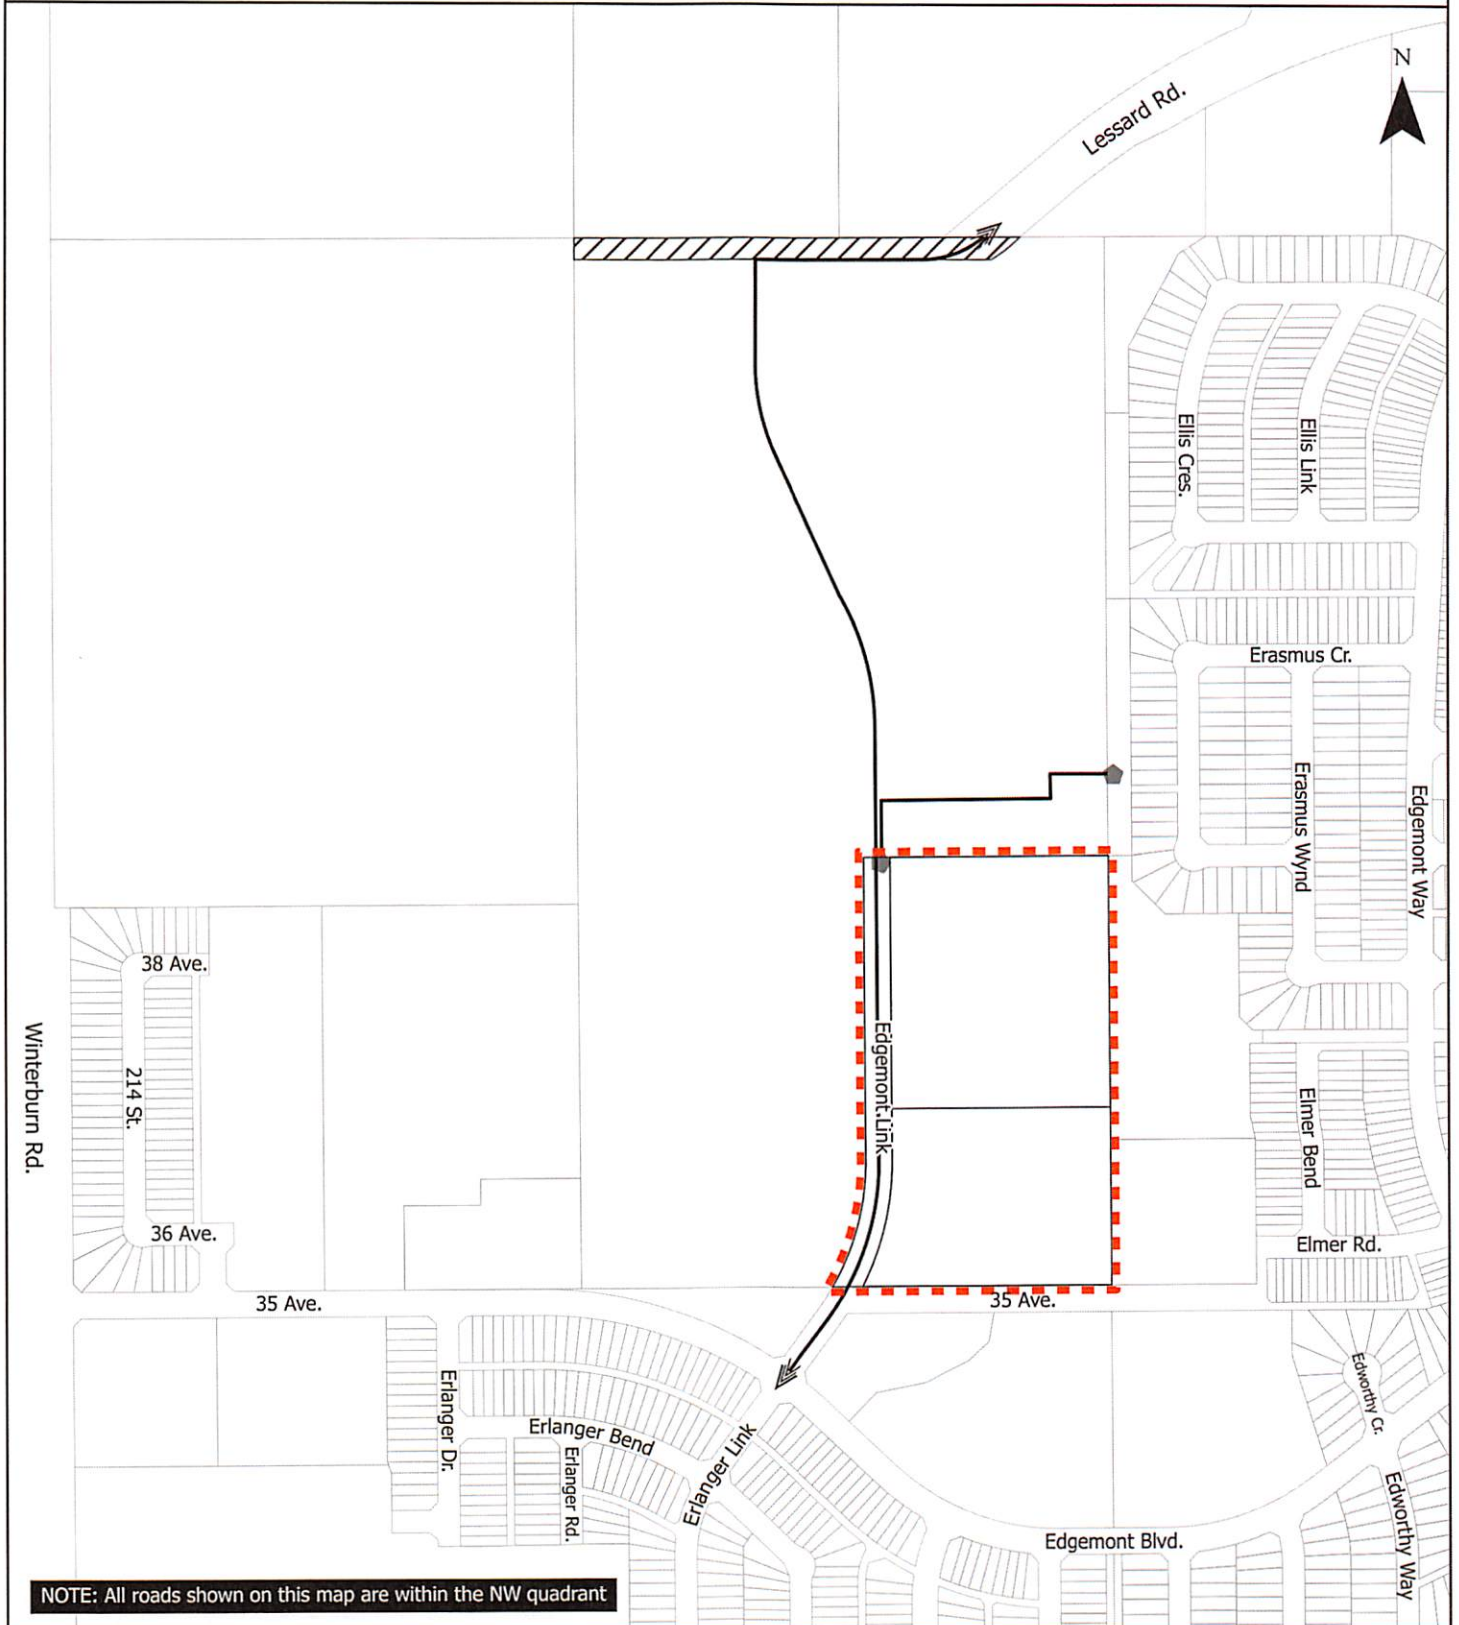 N
Lessard Rd.
Ellis Cres.
Ellis Link
Erasmus Cr.
Erasmus Wynd
Edgemont Way
38 Ave.
Winterburn Rd.
214 St.
Edgemont Link
Elmer Bend
36 Ave.
Elmer Rd.
35 Ave.
35 Ave.
Edworthy Cr.
Erlanger Dr.
Erlanger Bend
Erlanger Link
Erlanger Rd.
Edworthy Way
Edgemont Blvd.
NOTE: All roads shown on this map are within the NW quadrant